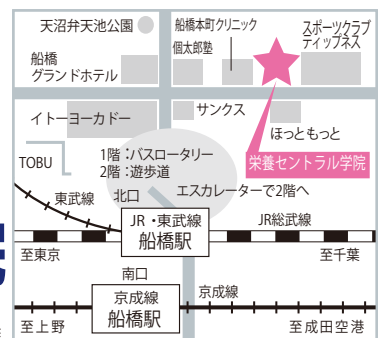 天沼弁天池公園
船橋本町クリニック
個太郎塾
スポーツクラブ
ティップネス
船橋
グランドホテル
イトーヨーカドー
サンクス
ほっともっと
TOBU
1階：バスロータリー
2階：遊歩道
栄養セントラル学院
東武線
北口
エスカレーターで2階へ
JR・東武線
船橋駅
JR総武線
至東京
至千葉
南口
京成線
船橋駅
京成線
至上野
至成田空港